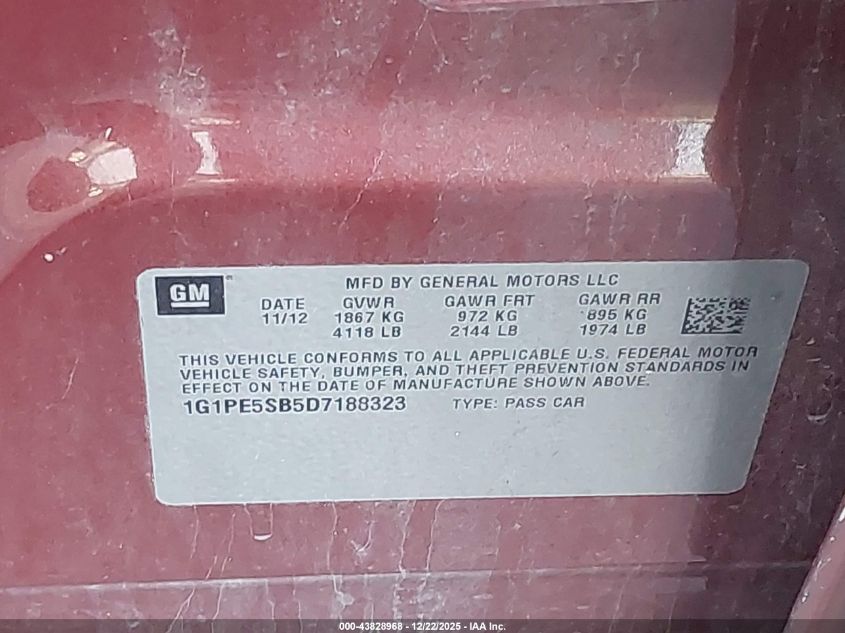 GM ®
MFD BY GENERAL MOTORS LLC
DATE GVWR GAWR FRT GAWR RR
11/12 1867 KG 972 KG 895 KG
4118 LB 2144 LB 1974 LB
THIS VEHICLE CONFORMS TO ALL APPLICABLE U.S. FEDERAL MOTOR
VEHICLE SAFETY, BUMPER, AND THEFT PREVENTION STANDARDS IN
EFFECT ON THE DATE OF MANUFACTURE SHOWN ABOVE.
1G1PE5SB5D7188323 TYPE: PASS CAR
000-43828968 - 12/22/2025 - IAA Inc.